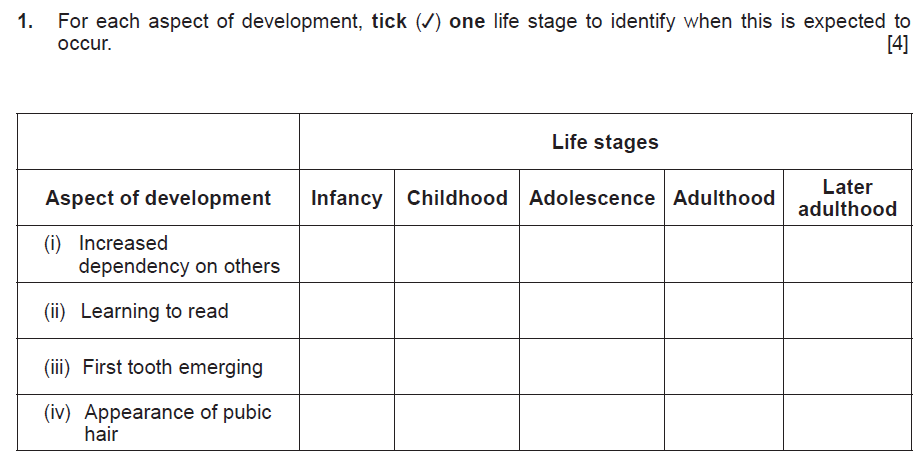 1. For each aspect of development, tick (✓) one life stage to identify when this is expected to
occur. [4]
Life stages
Aspect of development Infancy Childhood Adolescence Adulthood Later adulthood
(i) Increased
dependency on others
(ii) Learning to read
(iii) First tooth emerging
(iv) Appearance of pubic
hair